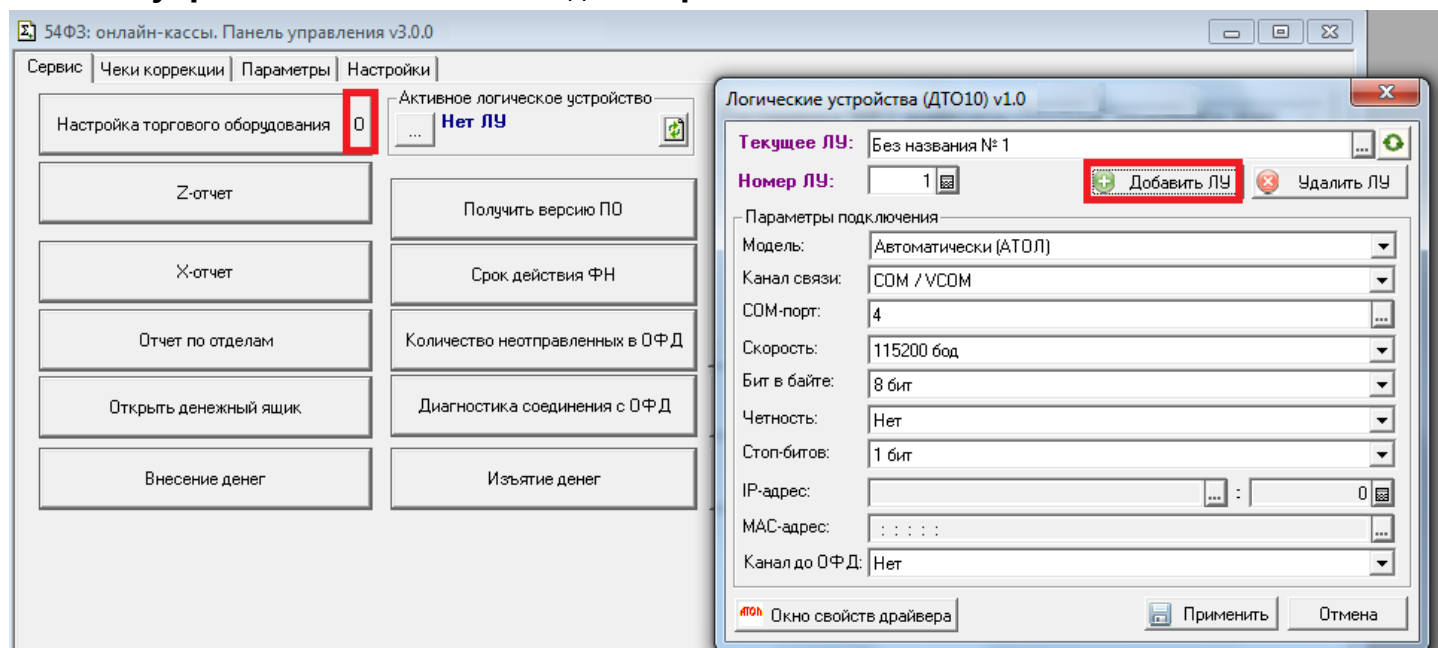 54ФЗ: онлайн-кассы. Панель управления v3.0.0
Сервис Чеки коррекции Параметры Настройки
Настройка торгового оборудования 0
Активное логическое устройство
... Нет ЛУ
Z-отчет
Получить версию ПО
X-отчет
Срок действия ФН
Отчет по отделам
Количество неотправленных в ОФД
Открыть денежный ящик
Диагностика соединения с ОФД
Внесение денег
Изъятие денег
Логические устройства (ДТО10) v1.0
Текущее ЛУ: Без названия № 1 ...
Номер ЛУ: 1 Добавить ЛУ Удалить ЛУ
Параметры подключения
Модель: Автоматически (АТОЛ)
Канал связи: COM / VCOM
COM-порт: 4 ...
Скорость: 115200 бод
Бит в байте: 8 бит
Четность: Нет
Стоп-битов: 1 бит
IP-адрес: ... : 0
MAC-адрес: : : : : : ...
Канал до ОФД: Нет
АТОЛ Окно свойств драйвера Применить Отмена